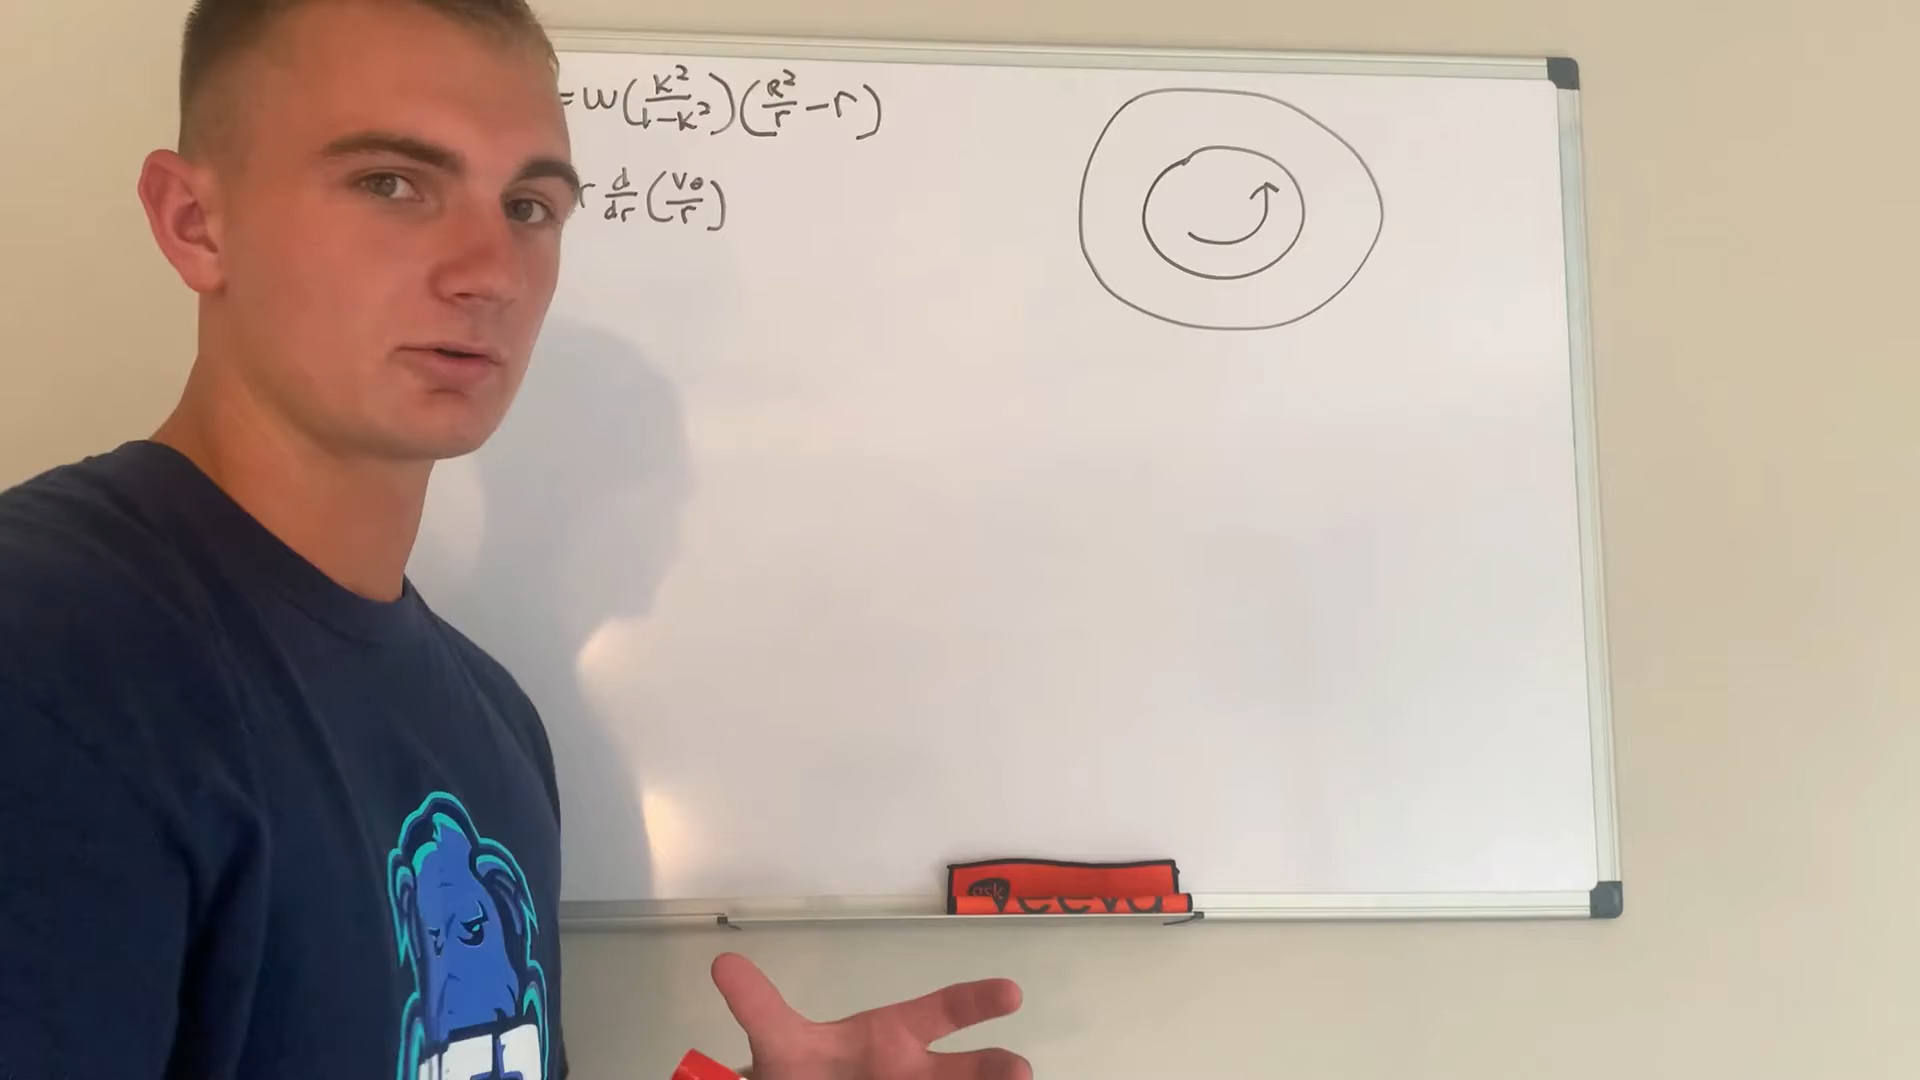 =W(K²/1-K²)(R²/r-r)
r d/dr(vθ/r)
ask